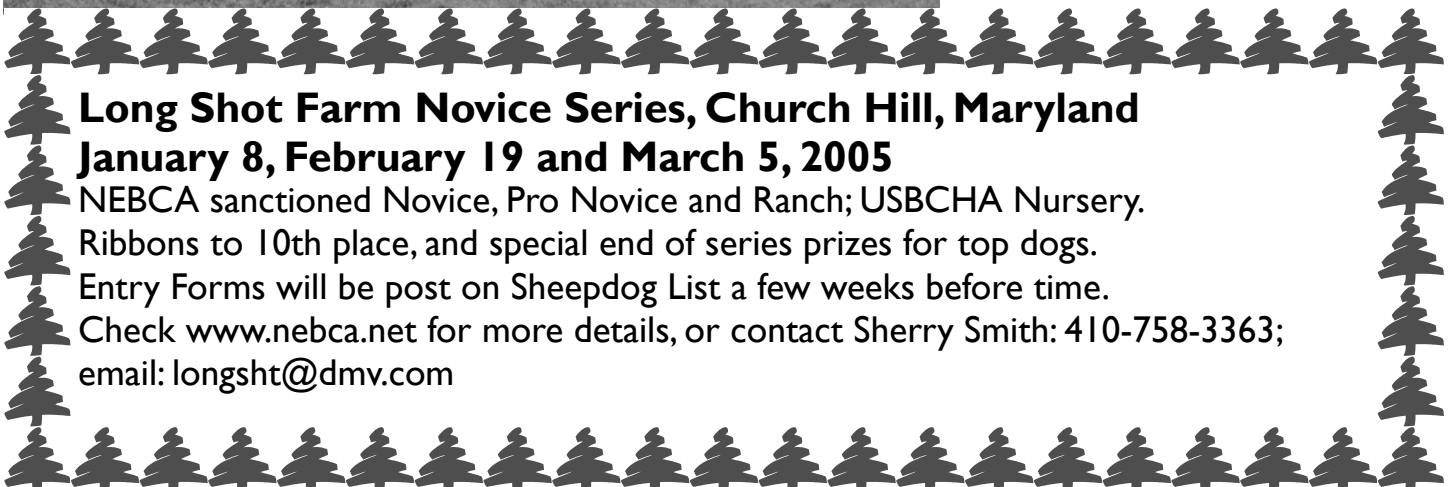 Long Shot Farm Novice Series, Church Hill, Maryland
January 8, February 19 and March 5, 2005
NEBCA sanctioned Novice, Pro Novice and Ranch; USBCHA Nursery.
Ribbons to 10th place, and special end of series prizes for top dogs.
Entry Forms will be post on Sheepdog List a few weeks before time.
Check www.nebca.net for more details, or contact Sherry Smith: 410-758-3363;
email: longsht@dmv.com